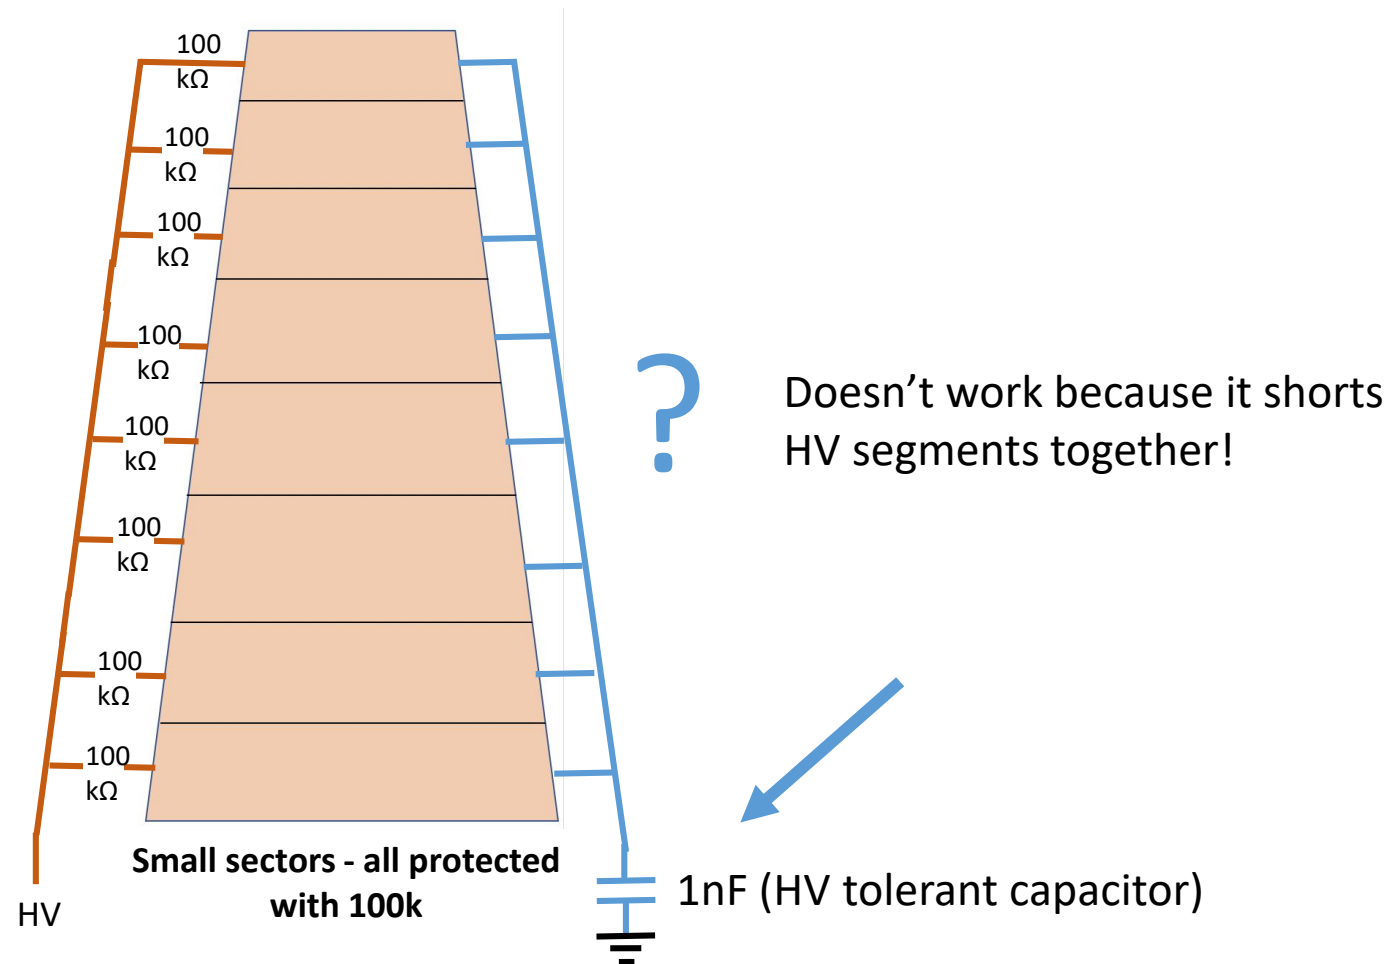 100
kΩ
100
kΩ
100
kΩ
100
kΩ
100
kΩ
100
kΩ
100
kΩ
100
kΩ
HV
Small sectors - all protected
with 100k
?
Doesn’t work because it shorts
HV segments together!
1nF (HV tolerant capacitor)